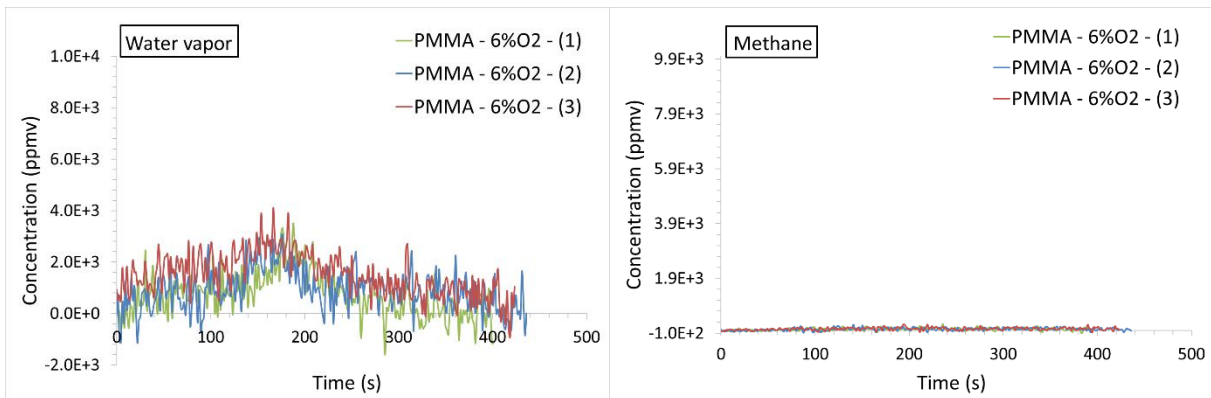 Water vapor
PMMA - 6%O2 - (1)
PMMA - 6%O2 - (2)
PMMA - 6%O2 - (3)
Concentration (ppmv)
1.0E+4
8.0E+3
6.0E+3
4.0E+3
2.0E+3
0.0E+0
-2.0E+3
0 100 200 300 400 500
Time (s)
Methane
PMMA - 6%O2 - (1)
PMMA - 6%O2 - (2)
PMMA - 6%O2 - (3)
Concentration (ppmv)
9.9E+3
7.9E+3
5.9E+3
3.9E+3
1.9E+3
-1.0E+2
0 100 200 300 400 500
Time (s)